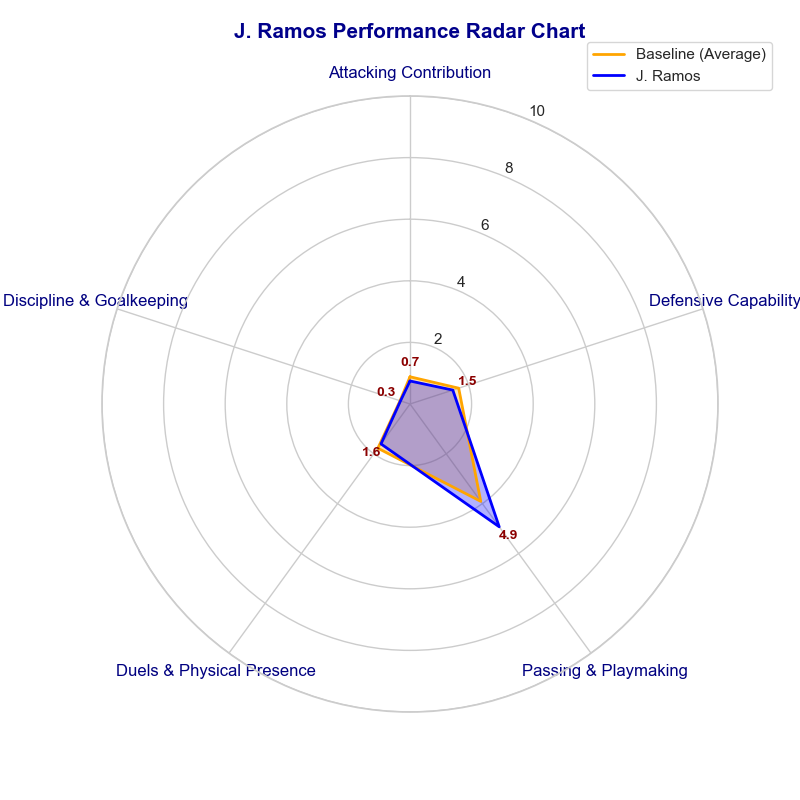 J. Ramos Performance Radar Chart
Baseline (Average)
J. Ramos
Attacking Contribution
10
8
6
4
2
Discipline & Goalkeeping
Defensive Capability
0.7
1.5
0.3
1.6
4.9
Duels & Physical Presence
Passing & Playmaking